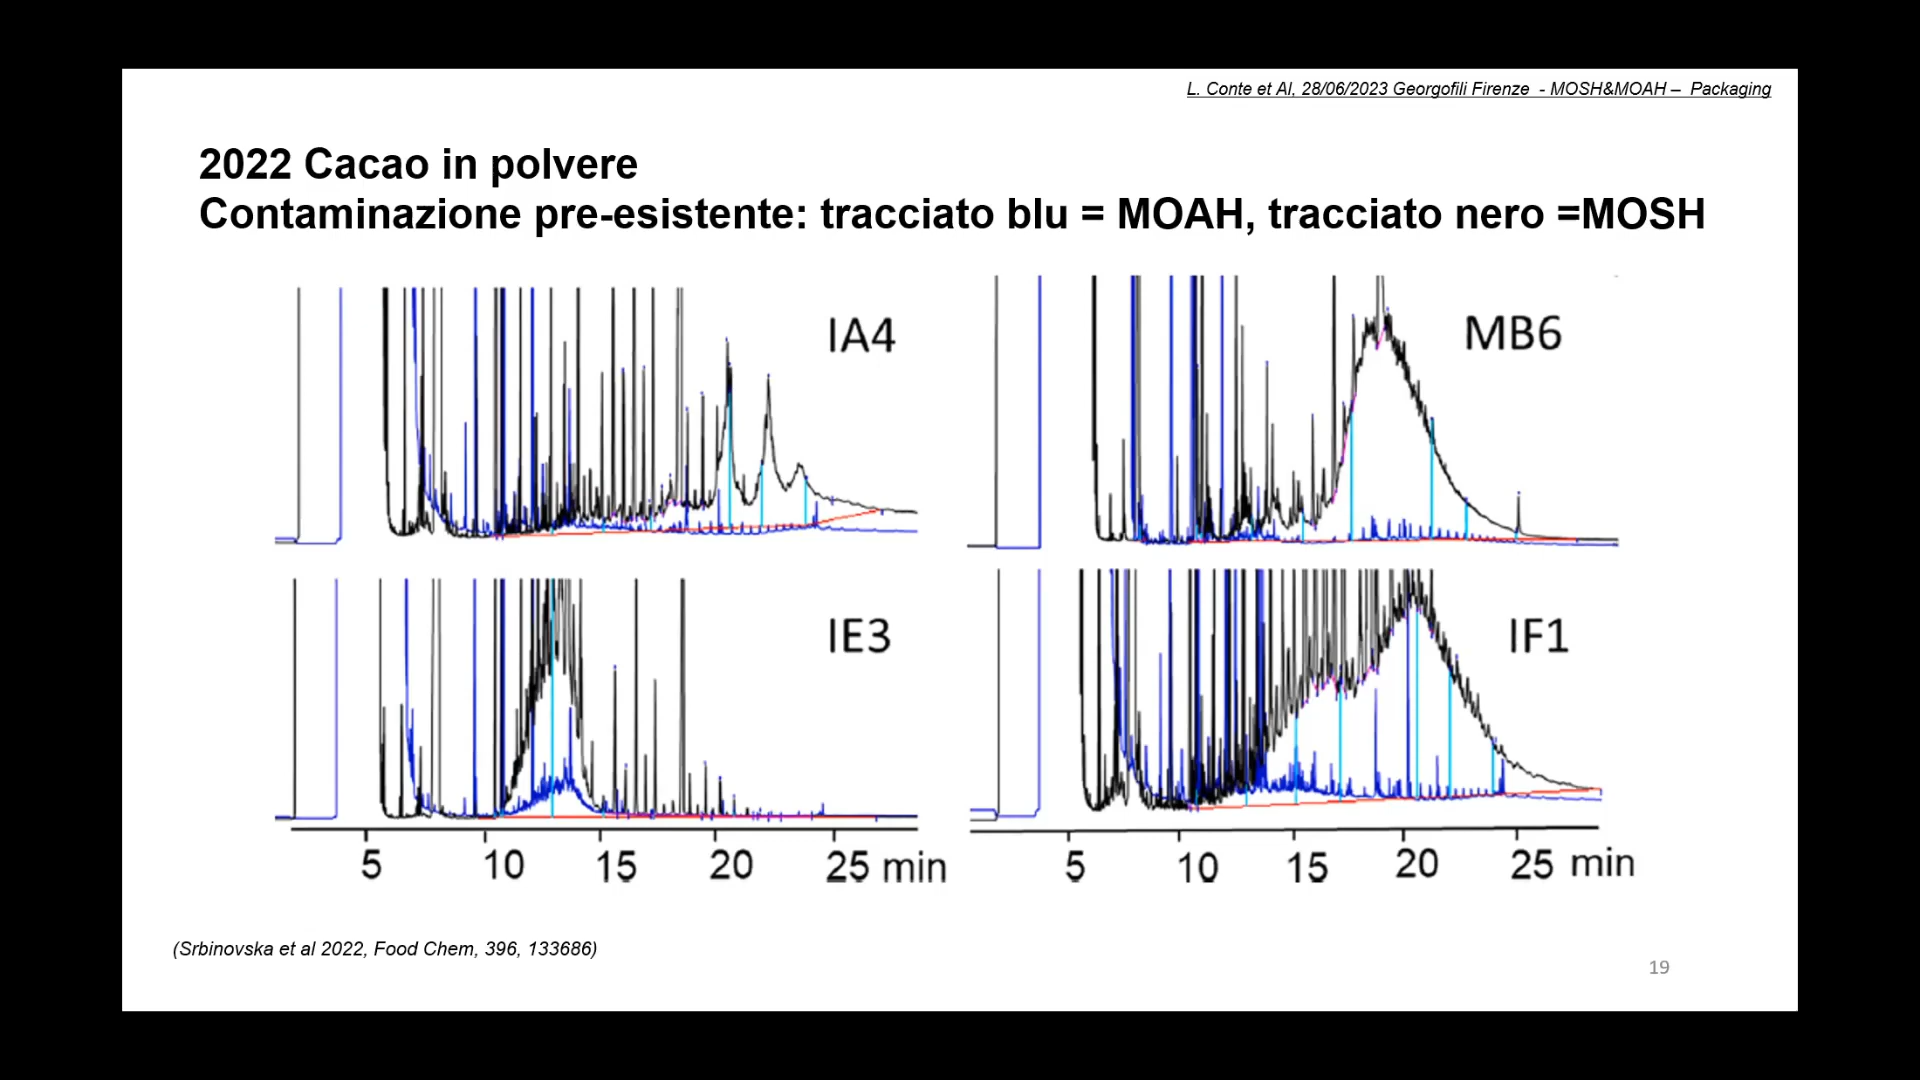 L. Conte et Al, 28/06/2023 Georgofili Firenze - MOSH&MOAH – Packaging
2022 Cacao in polvere
Contaminazione pre-esistente: tracciato blu = MOAH, tracciato nero =MOSH
IA4
MB6
IE3
IF1
5 10 15 20 25 min
5 10 15 20 25 min
(Srbinovska et al 2022, Food Chem, 396, 133686)
19